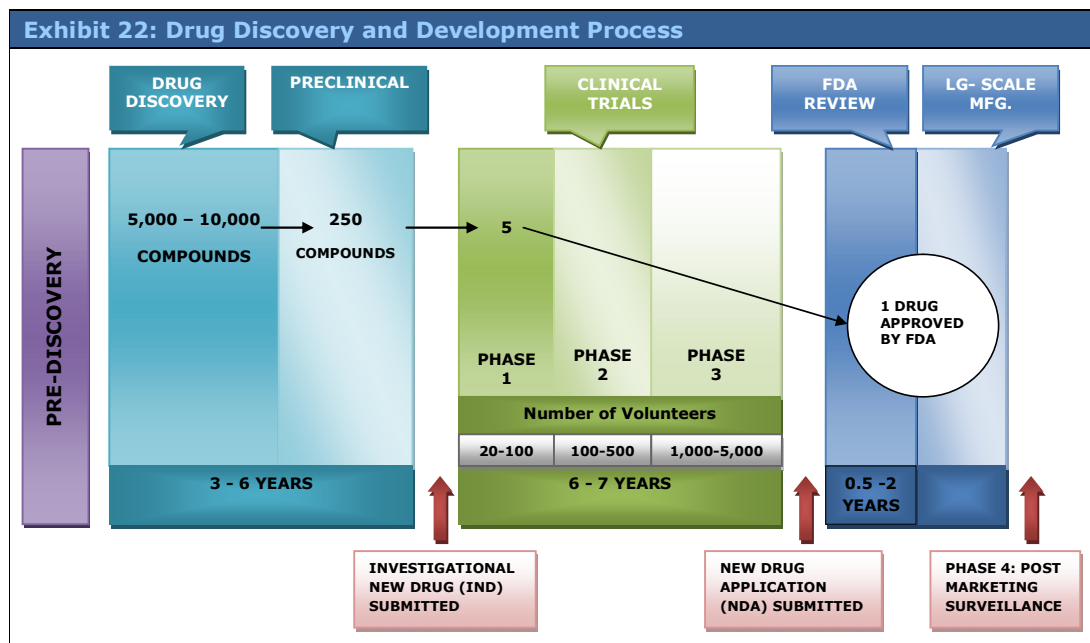 Exhibit 22: Drug Discovery and Development Process
DRUG
DISCOVERY
PRECLINICAL
CLINICAL
TRIALS
FDA
REVIEW
LG- SCALE
MFG.
PRE-DISCOVERY
5,000 – 10,000
COMPOUNDS
250
COMPOUNDS
5
1 DRUG
APPROVED
BY FDA
PHASE
1
PHASE
2
PHASE
3
Number of Volunteers
20-100
100-500
1,000-5,000
3 - 6 YEARS
6 - 7 YEARS
0.5 -2
YEARS
INVESTIGATIONAL
NEW DRUG (IND)
SUBMITTED
NEW DRUG
APPLICATION
(NDA) SUBMITTED
PHASE 4: POST
MARKETING
SURVEILLANCE